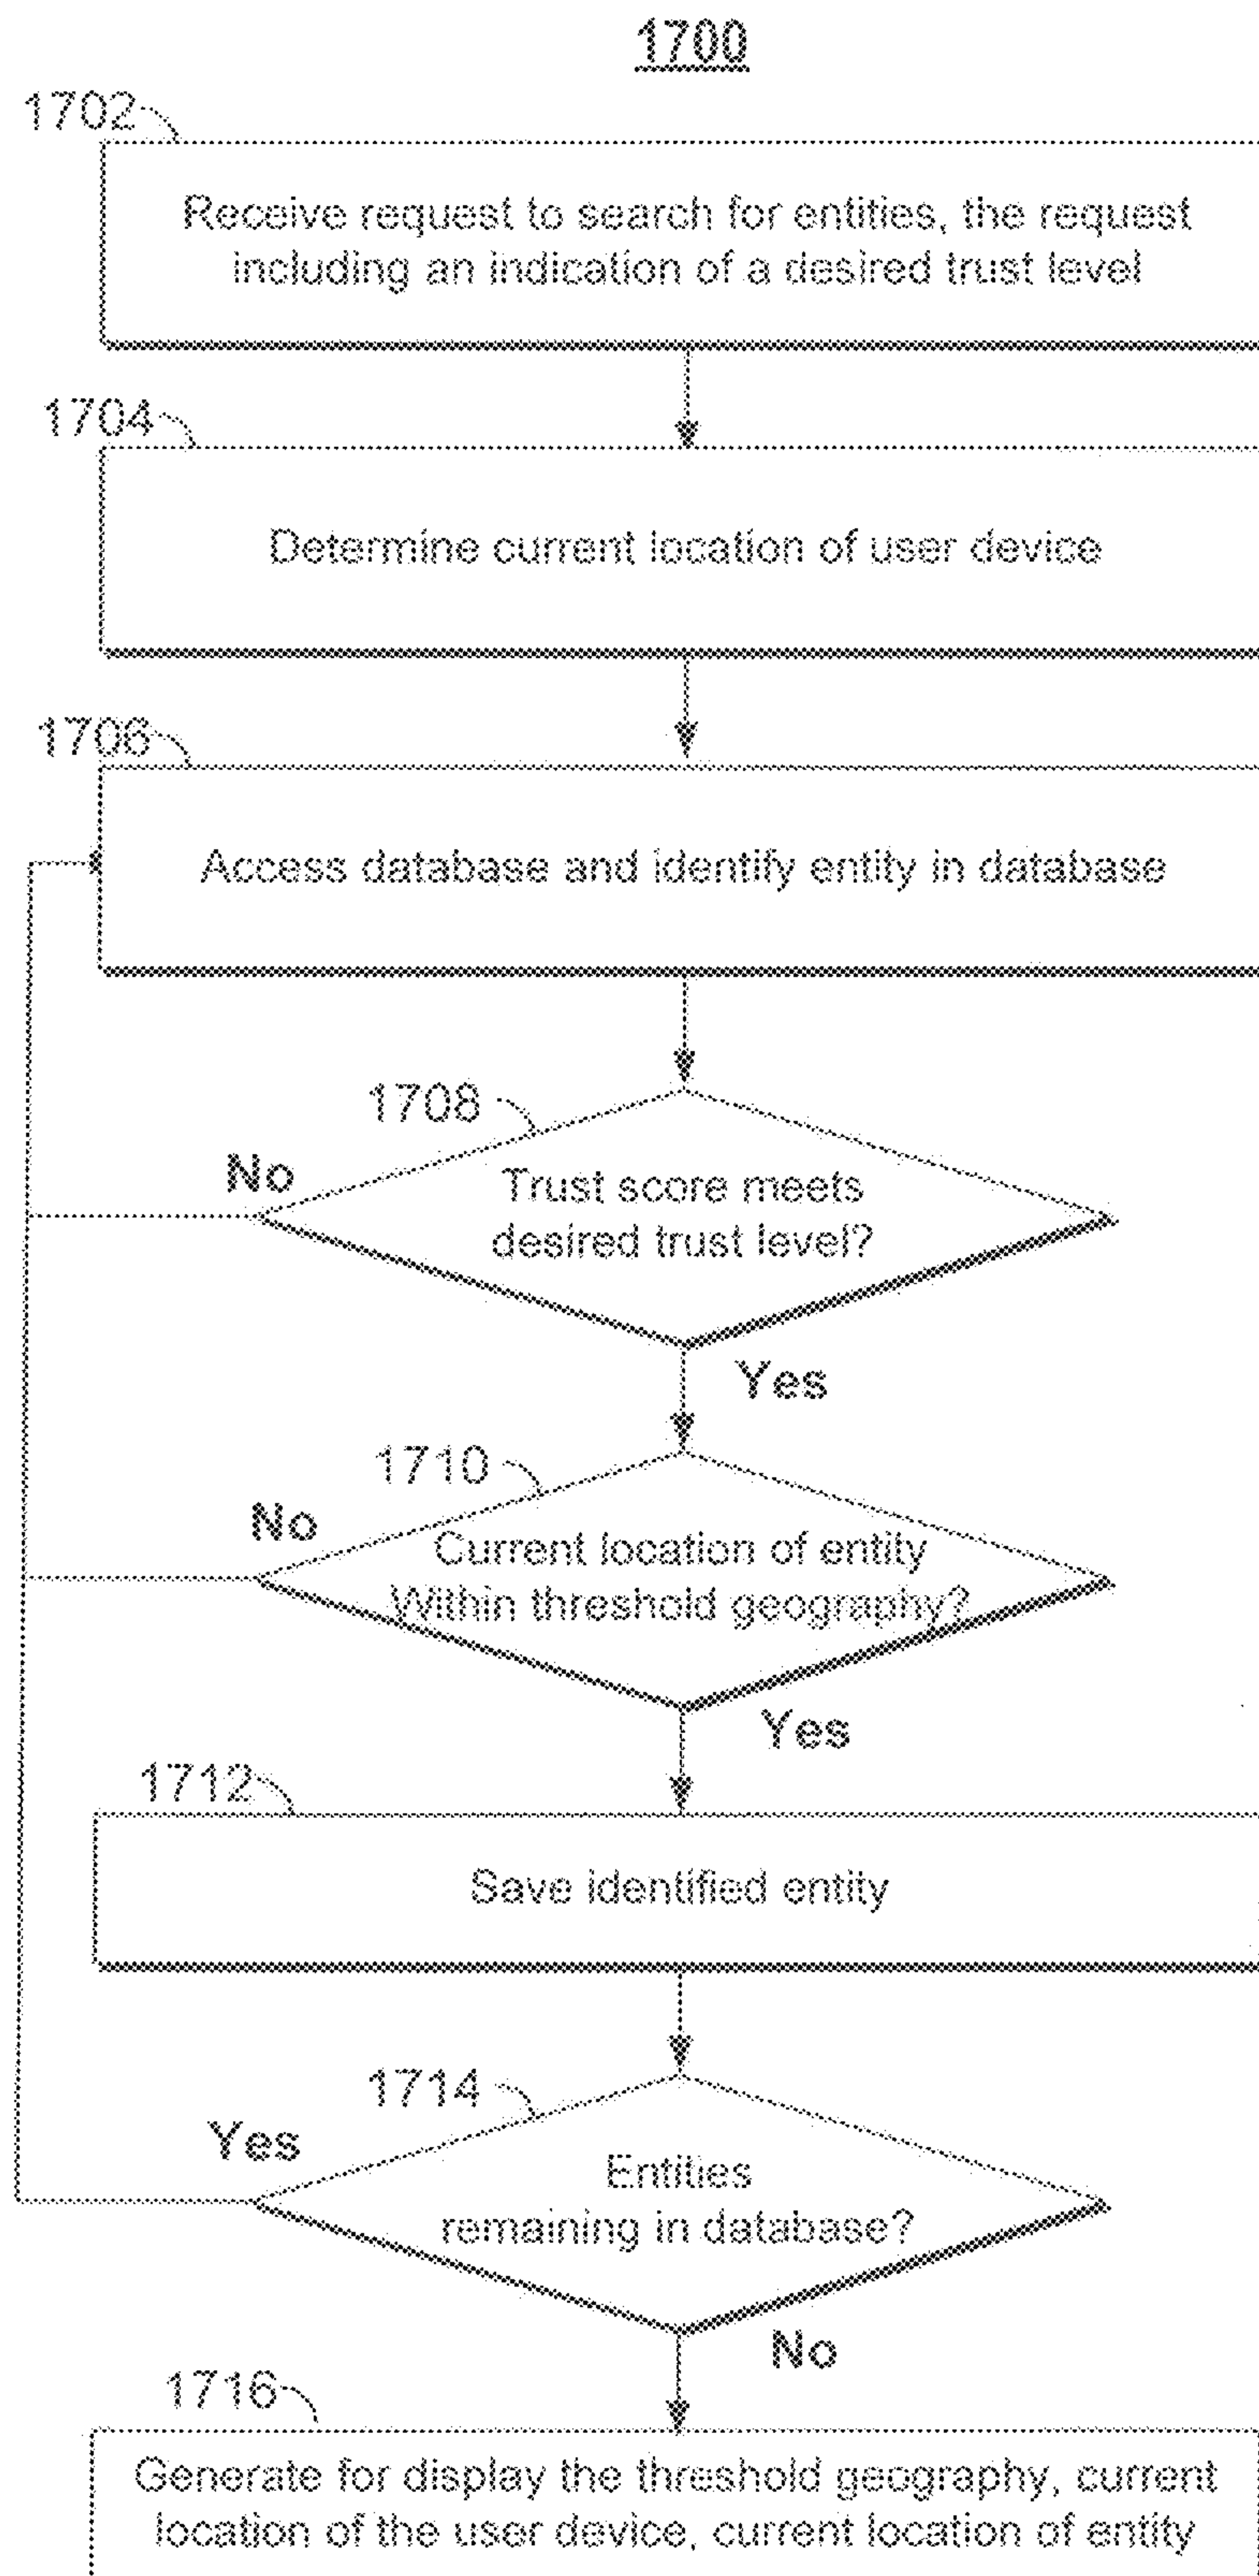 1700
1702
Receive request to search for entities, the request
including an indication of a desired trust level
1704
Determine current location of user device
1706
Access database and identify entity in database
1708
No
Trust score meets
desired trust level?
Yes
1710
No
Current location of entity
Within threshold geography?
Yes
1712
Save identified entity
1714
Yes
Entities
remaining in database?
No
1716
Generate for display the threshold geography, current
location of the user device, current location of entity